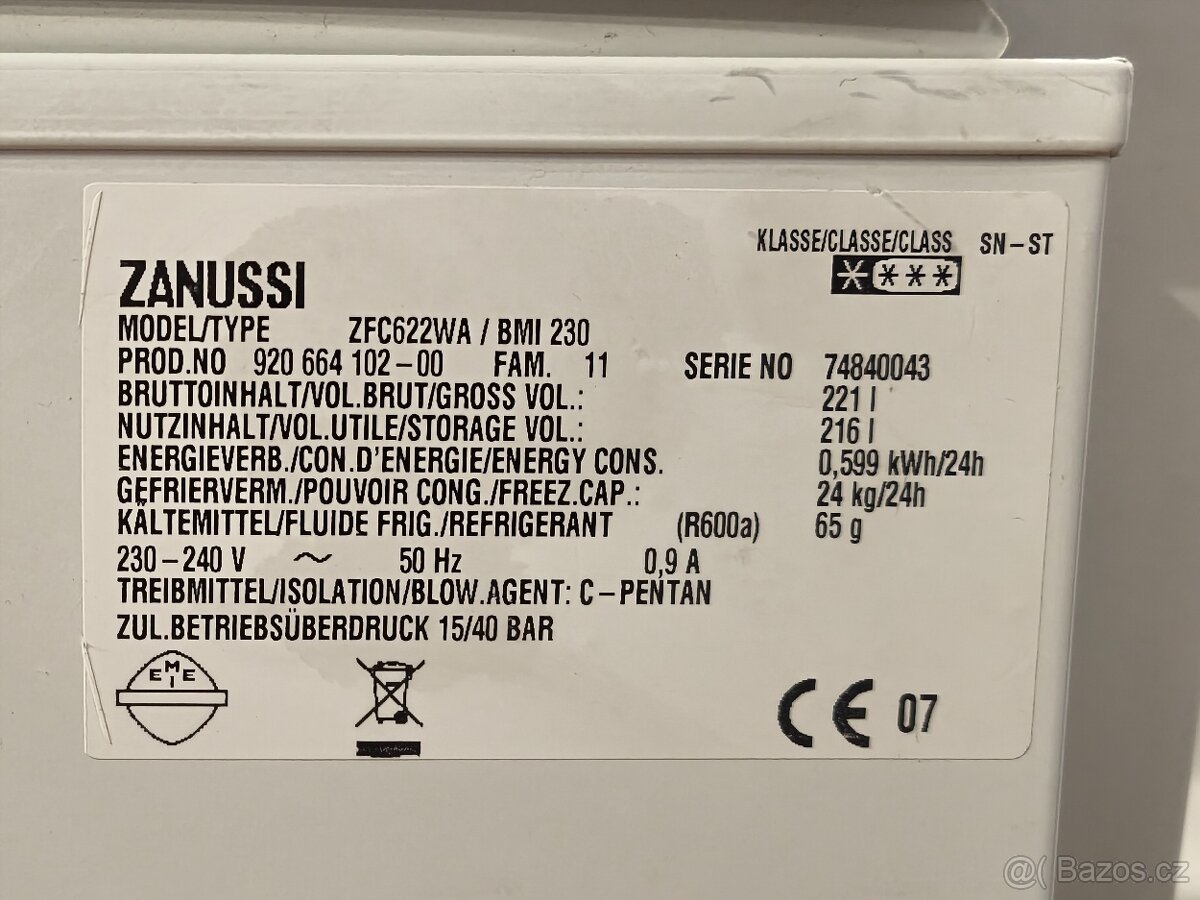 KLASSE/CLASSE/CLASS SN-ST
ZANUSSI
MODEL/TYPE ZFC622WA / BMI 230
PROD.NO 920 664 102-00 FAM. 11 SERIE NO 74840043
BRUTTOINHALT/VOL.BRUT/GROSS VOL.: 221 l
NUTZINHALT/VOL.UTILE/STORAGE VOL.: 216 l
ENERGIEVERB./CON.D'ENERGIE/ENERGY CONS. 0,599 kWh/24h
GEFRIERVERM./POUVOIR CONG./FREEZ.CAP.: 24 kg/24h
KÄLTEMITTEL/FLUIDE FRIG./REFRIGERANT (R600a) 65 g
230-240 V ~ 50 Hz 0,9 A
TREIBMITTEL/ISOLATION/BLOW.AGENT: C-PENTAN
ZUL.BETRIEBSÜBERDRUCK 15/40 BAR
EMEI
CE 07
@( Bazos.cz